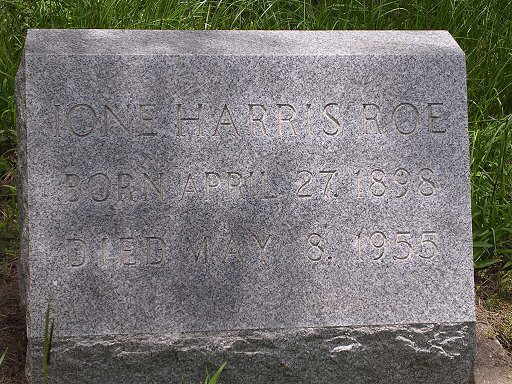 IONE HARRIS ROE
BORN APRIL 27, 1898
DIED MAY 8, 1955